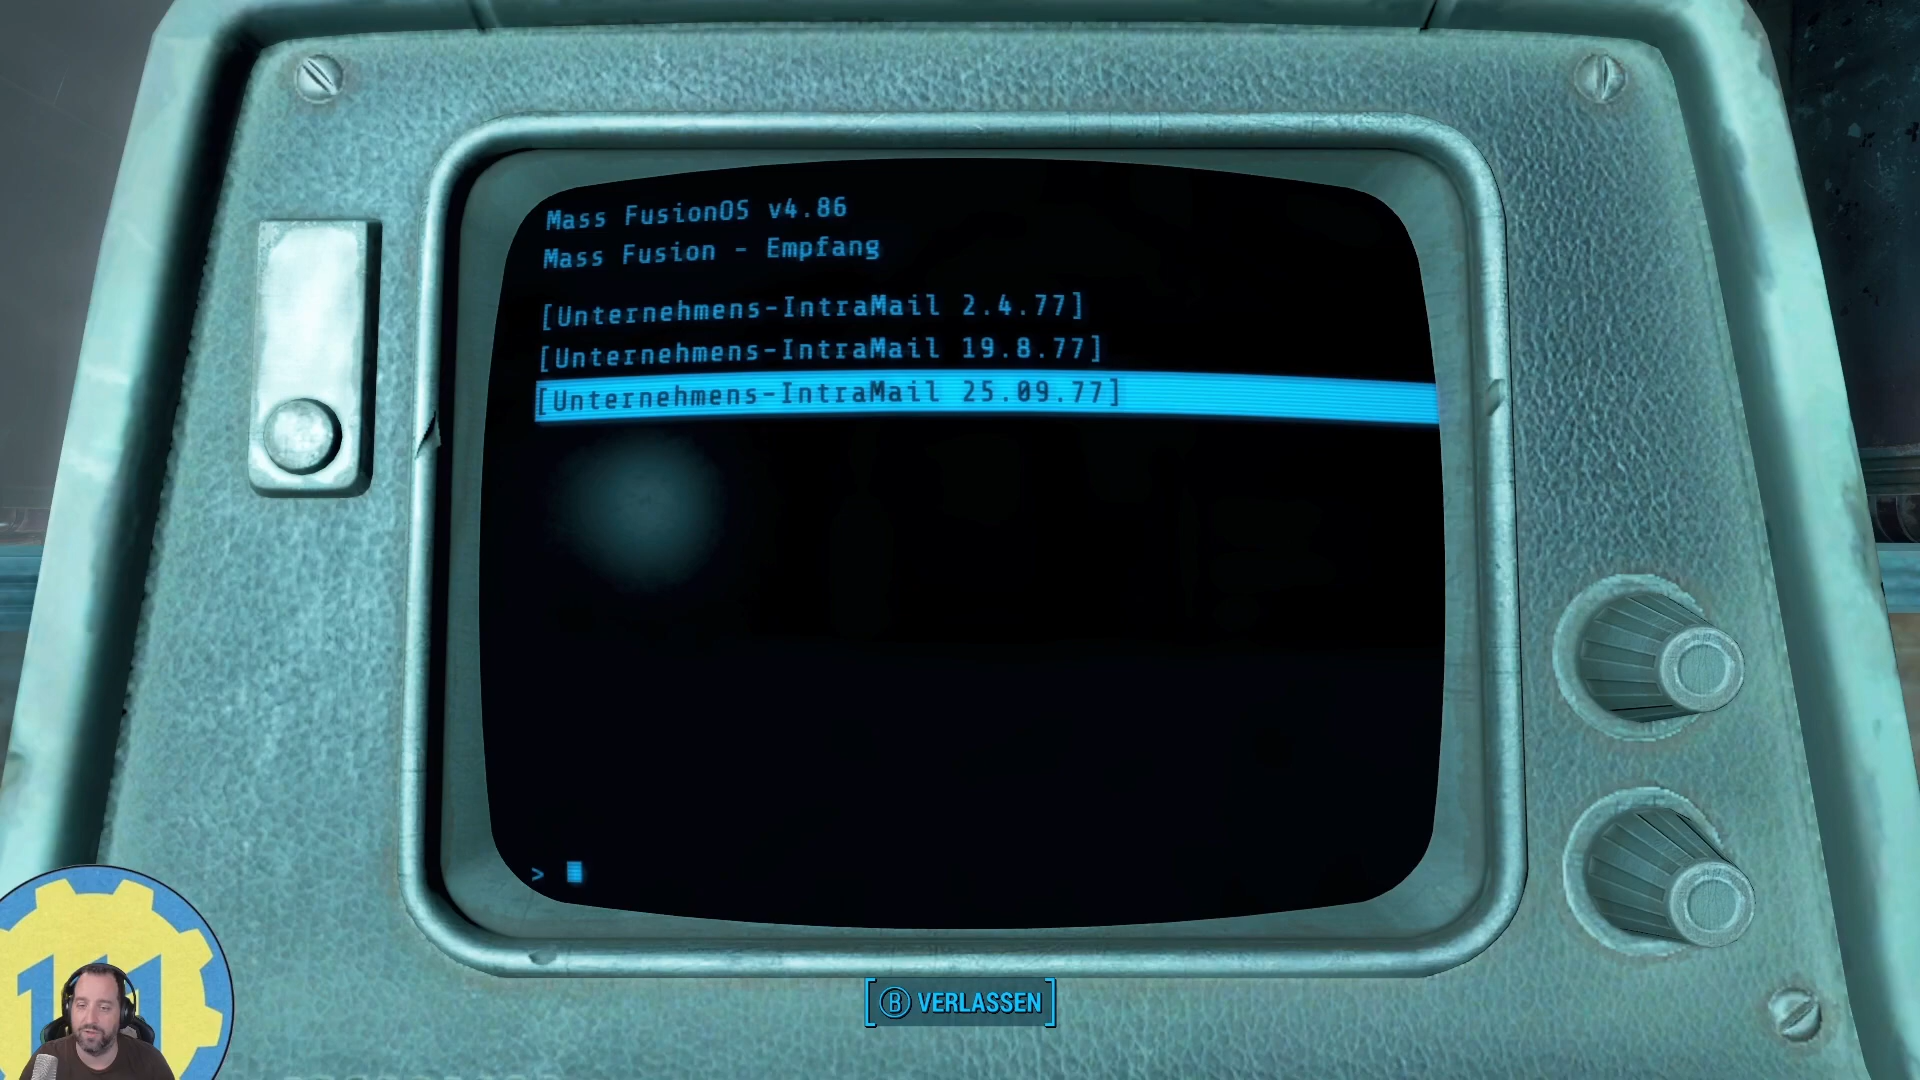 Mass FusionOS v4.86
Mass Fusion - Empfang
[Unternehmens-IntraMail 2.4.77]
[Unternehmens-IntraMail 19.8.77]
[Unternehmens-IntraMail 25.09.77]
>
B VERLASSEN